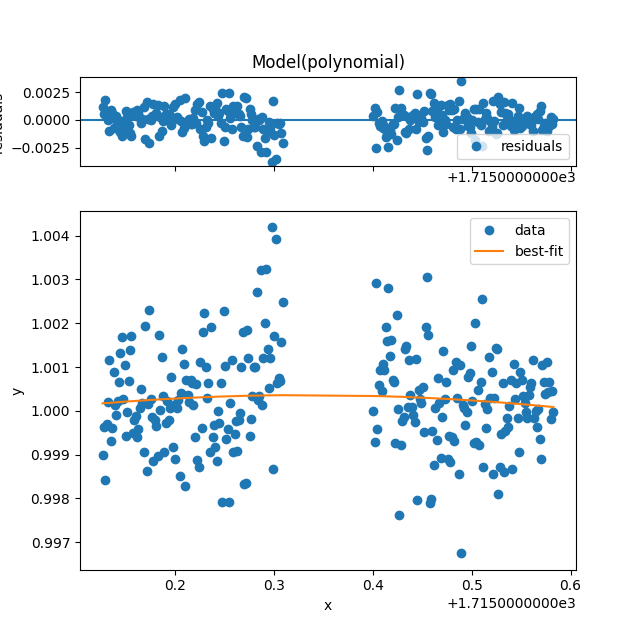 Model(polynomial)
0.0025
0.0000
−0.0025
residuals
residuals
+1.7150000000e3
1.004
1.003
1.002
1.001
1.000
0.999
0.998
0.997
y
data
best-fit
0.2
0.3
0.4
0.5
0.6
x
+1.7150000000e3